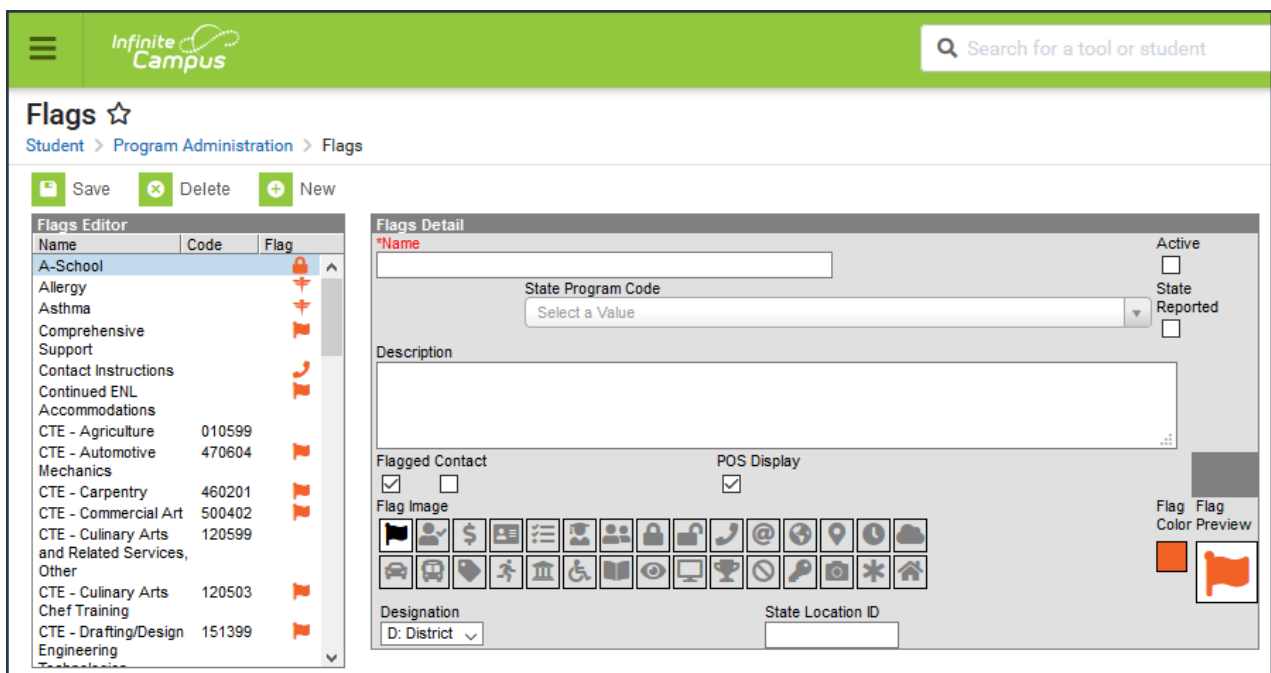 Infinite
Campus
Search for a tool or student
Flags
Student > Program Administration > Flags
Save Delete New
Flags Editor
Name Code Flag
A-School
Allergy
Asthma
Comprehensive
Support
Contact Instructions
Continued ENL
Accommodations
CTE - Agriculture 010599
CTE - Automotive 470604
Mechanics
CTE - Carpentry 460201
CTE - Commercial Art 500402
CTE - Culinary Arts 120599
and Related Services,
Other
CTE - Culinary Arts 120503
Chef Training
CTE - Drafting/Design 151399
Engineering
Technologies
Flags Detail
*Name Active
State Program Code State
Select a Value Reported
Description
Flagged Contact POS Display
Flag Image Flag Flag
Color Preview
$ @
Designation State Location ID
D: District